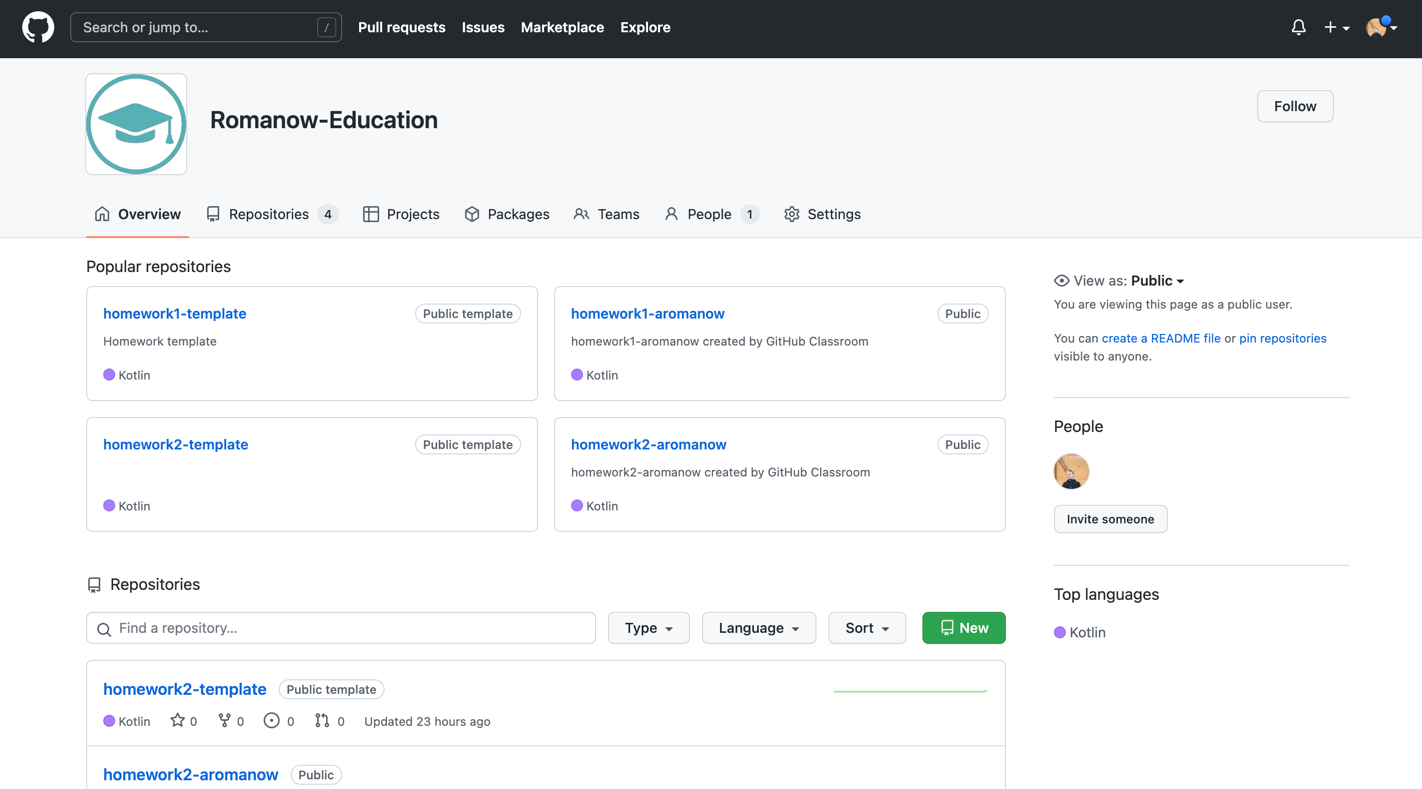 Search or jump to... /
Pull requests
Issues
Marketplace
Explore
Romanow-Education
Follow
Overview
Repositories 4
Projects
Packages
Teams
People 1
Settings
Popular repositories
homework1-template Public template
Homework template
Kotlin
homework1-aromanow Public
homework1-aromanow created by GitHub Classroom
Kotlin
homework2-template Public template
Kotlin
homework2-aromanow Public
homework2-aromanow created by GitHub Classroom
Kotlin
View as: Public
You are viewing this page as a public user.
You can create a README file or pin repositories
visible to anyone.
People
Invite someone
Top languages
Kotlin
Repositories
Find a repository...
Type
Language
Sort
New
homework2-template Public template
Kotlin 0 0 0 0 Updated 23 hours ago
homework2-aromanow Public